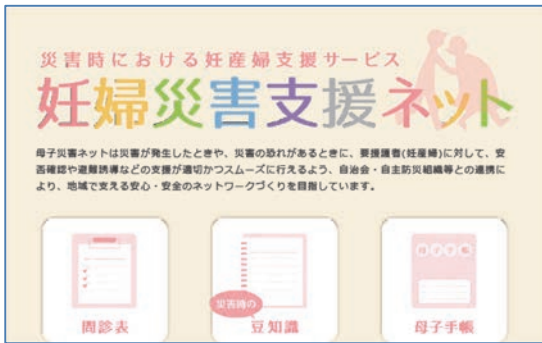 災害時における妊産婦支援サービス
妊婦災害支援ネット
母子災害ネットは災害が発生したときや、災害の恐れがあるときに、要援護者(妊産婦)に対して、安
否確認や避難誘導などの支援が適切かつスムーズに行えるよう、自治会・自主防災組織等との連携に
より、地域で支える安心・安全のネットワークづくりを目指しています。
問診表
災害時の
豆知識
母子手帳
母子手帳